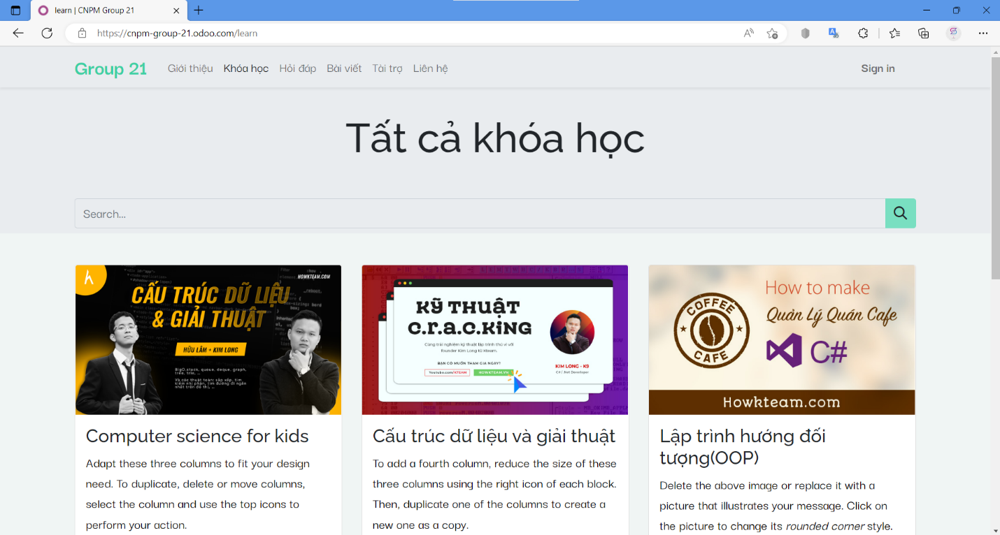 learn | CNPM Group 21
https://cnpm-group-21.odoo.com/learn
Group 21 Giới thiệu Khóa học Hỏi đáp Bài viết Tài trợ Liên hệ Sign in
Tất cả khóa học
Search...
h
HOWKTEAM.COM
CẤU TRÚC DỮ LIỆU
& GIẢI THUẬT
HỮU LÂM + KIM LONG
BigO, stack, queue, deque, graph,
tree, trie, ...
Và các thuật toán: sắp xếp, tìm
kiếm nhị phân, tìm đường đi ngắn
nhất trên đồ thị, ...
Computer science for kids
Adapt these three columns to fit your design
need. To duplicate, delete or move columns,
select the column and use the top icons to
perform your action.
KỸ THUẬT
C.r.a.c.King
Cùng trải nghiệm kỹ thuật lập trình thú vị với
founder Kim Long từ Kteam.
BẠN CÓ MUỐN THAM GIA NGAY?
Youtube.com/KTEAM HOWKTEAM.VN
KIM LONG - K9
C# / .Net Developer
Cấu trúc dữ liệu và giải thuật
To add a fourth column, reduce the size of these
three columns using the right icon of each block.
Then, duplicate one of the columns to create a
new one as a copy.
COFFEE
CAFE
How to make
Quản Lý Quán Cafe
C#
Howkteam.com
Lập trình hướng đối
tượng(OOP)
Delete the above image or replace it with a
picture that illustrates your message. Click on
the picture to change its rounded corner style.